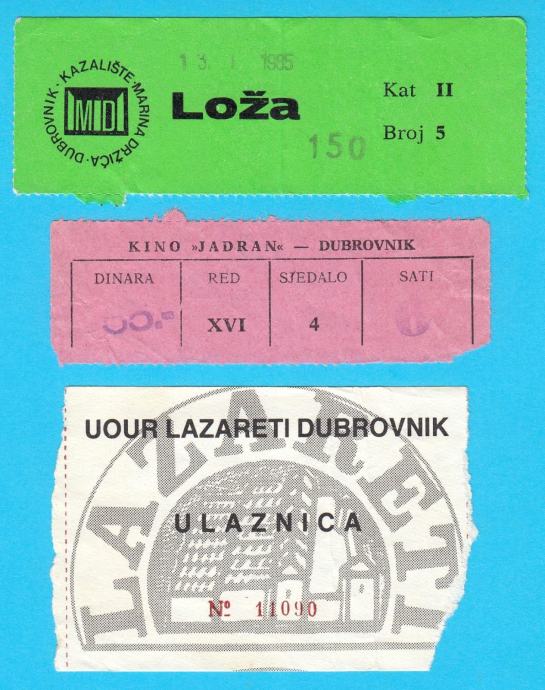 13. I. 1985
DUBROVNIK · KAZALIŠTE · MARINA DRŽIĆA ·
MD
Loža
150
Kat II
Broj 5
KINO »JADRAN« — DUBROVNIK
DINARA RED SJEDALO SATI
XVI 4
LAZARETI
UOUR LAZARETI DUBROVNIK
ULAZNICA
Nº 11090